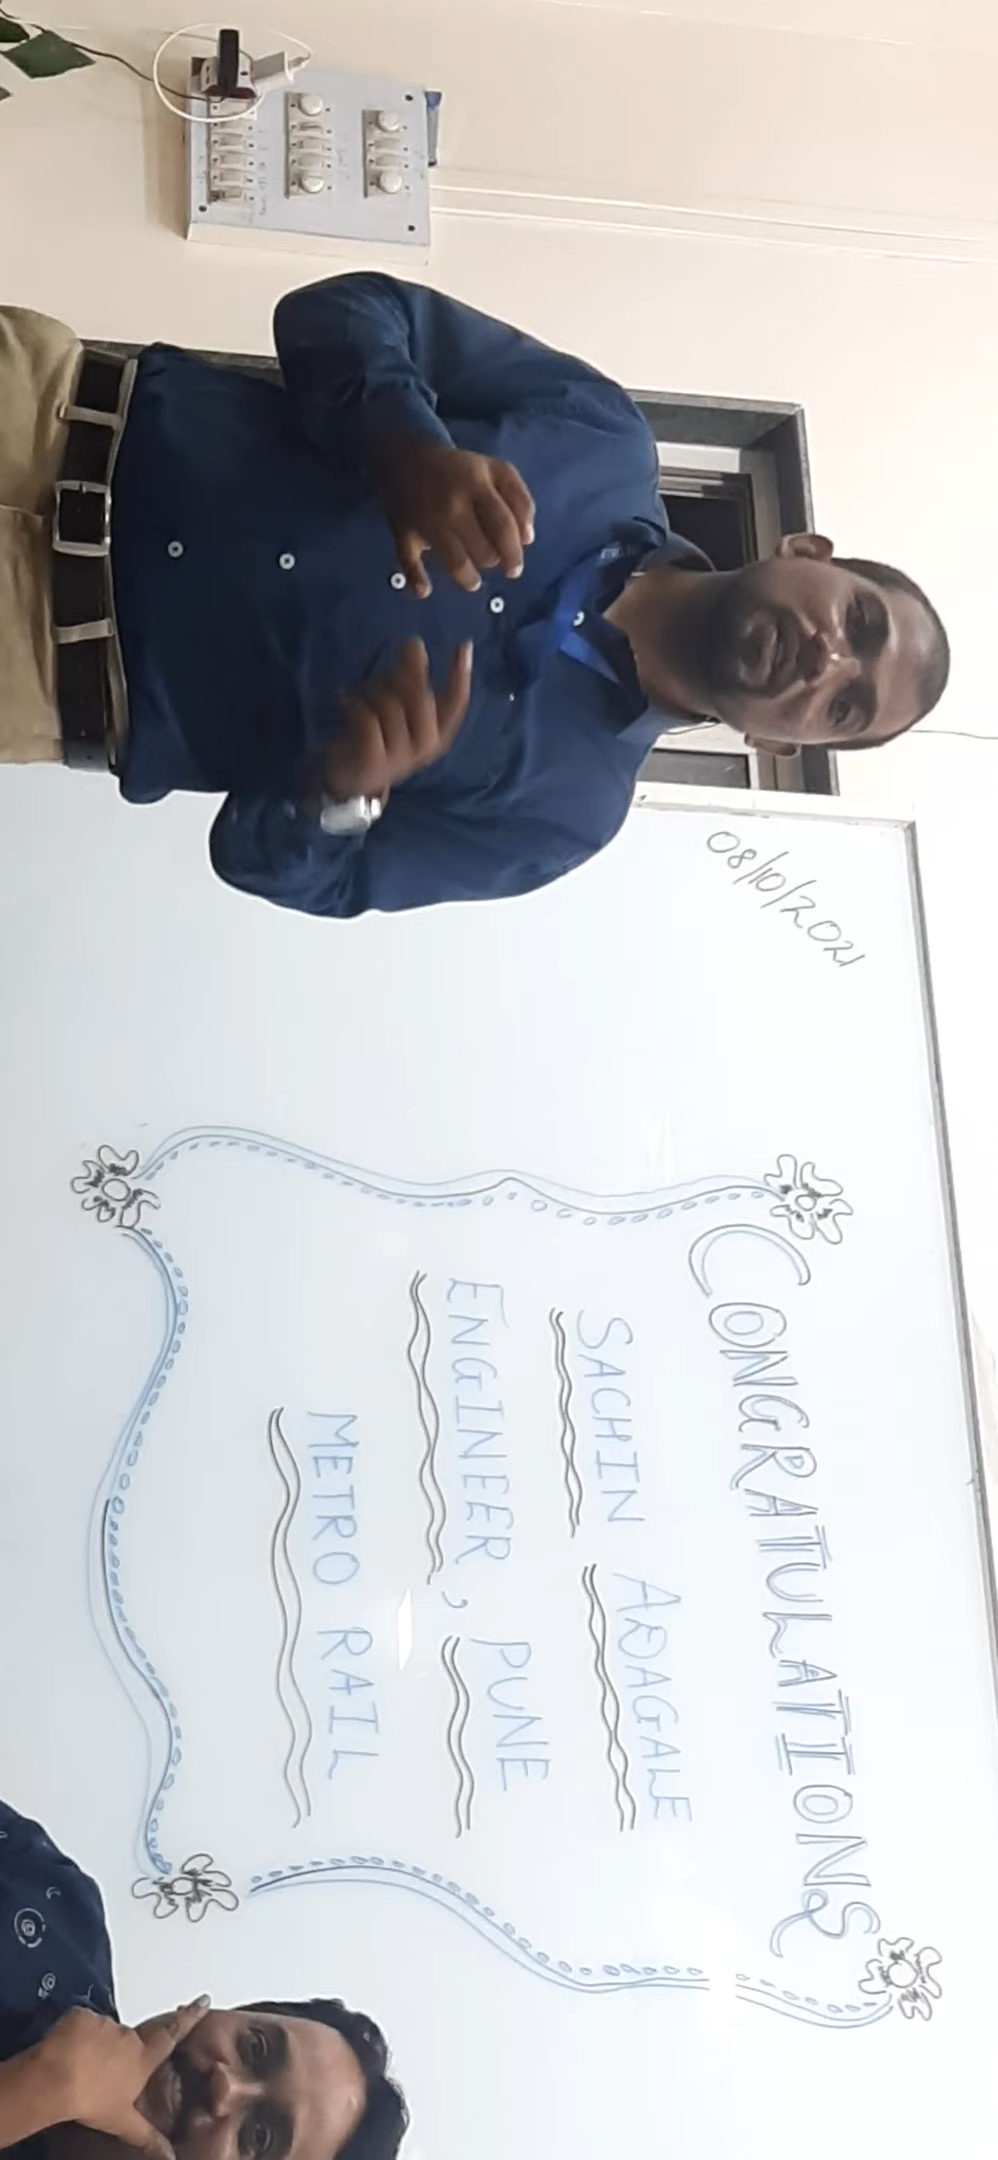 08/10/2021
CONGRATULATIONS
SACHIN ADAGALE
ENGINEER, PUNE
METRO RAIL